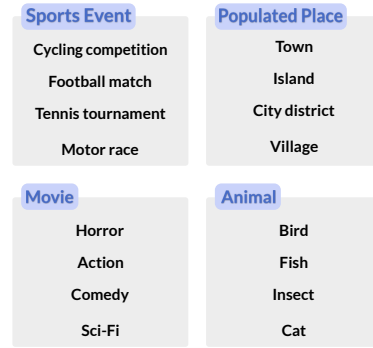 Sports Event
Cycling competition
Football match
Tennis tournament
Motor race
Populated Place
Town
Island
City district
Village
Movie
Horror
Action
Comedy
Sci-Fi
Animal
Bird
Fish
Insect
Cat